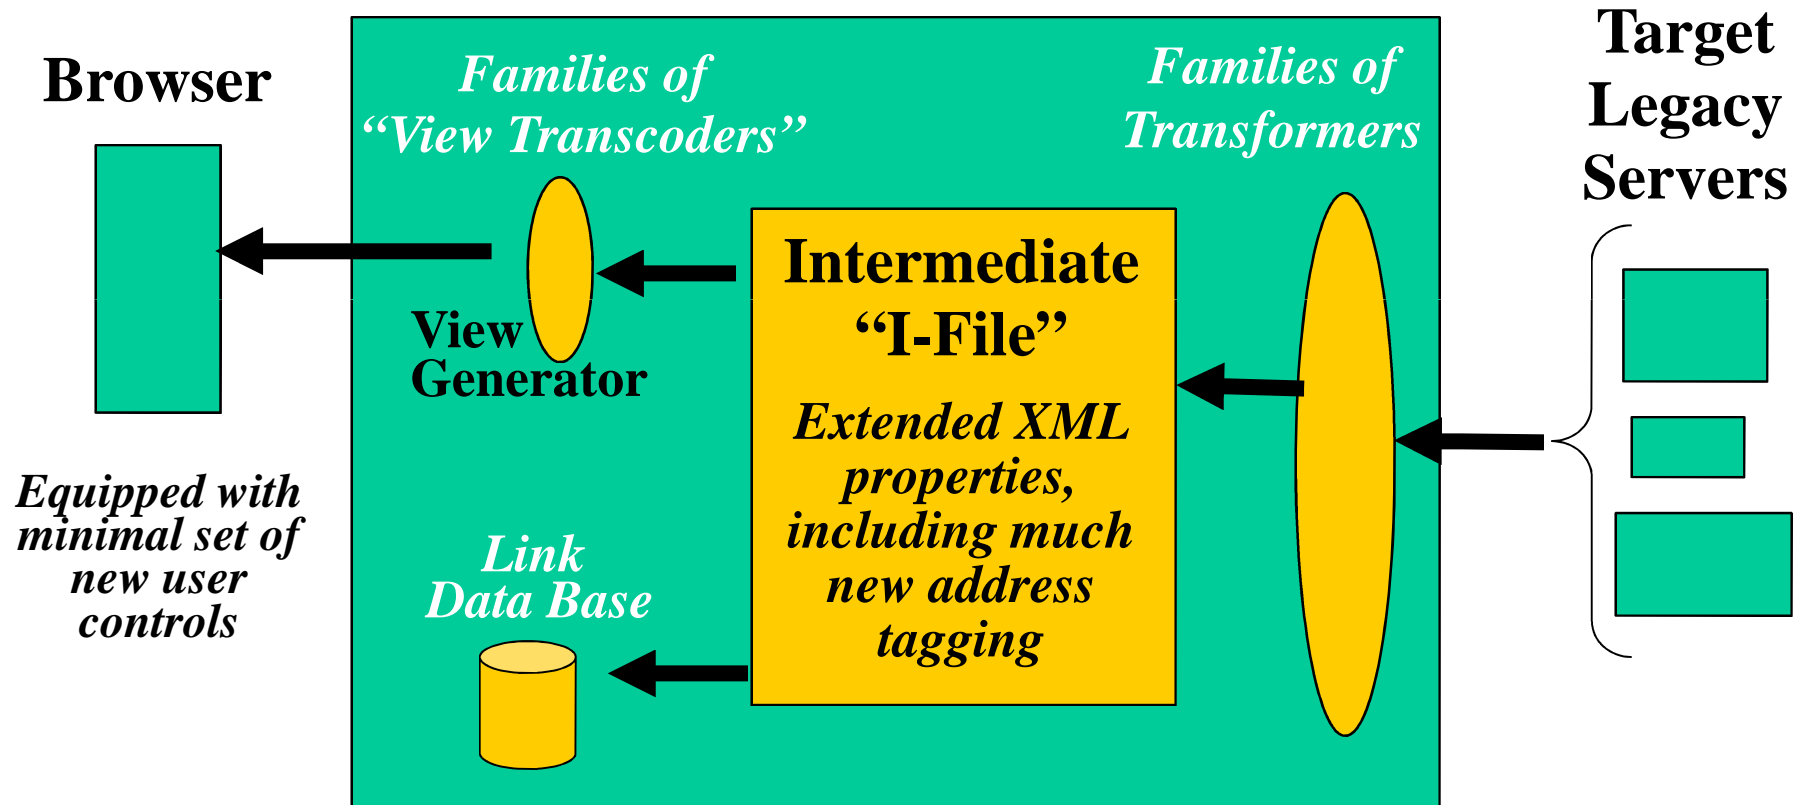 Browser
Equipped with
minimal set of
new user
controls
Families of
“View Transcoders”
View
Generator
Link
Data Base
Intermediate
“I-File”
Extended XML
properties,
including much
new address
tagging
Families of
Transformers
Target
Legacy
Servers